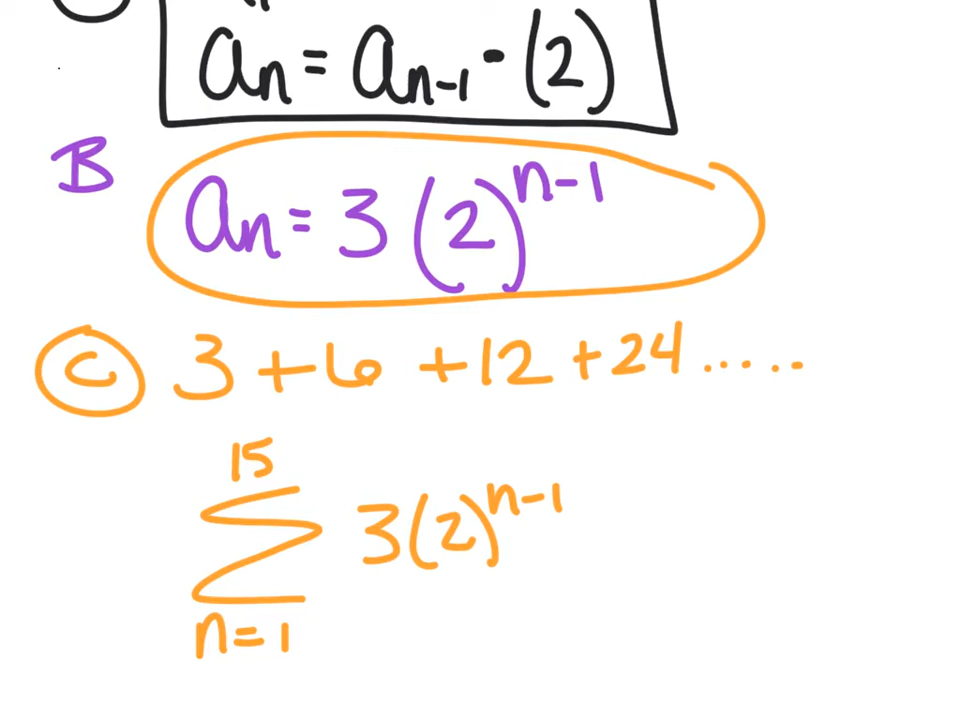 aₙ = aₙ₋₁ · (2)
B
aₙ = 3(2)ⁿ⁻¹
C 3 + 6 + 12 + 24 .....
15
∑ 3(2)ⁿ⁻¹
n = 1